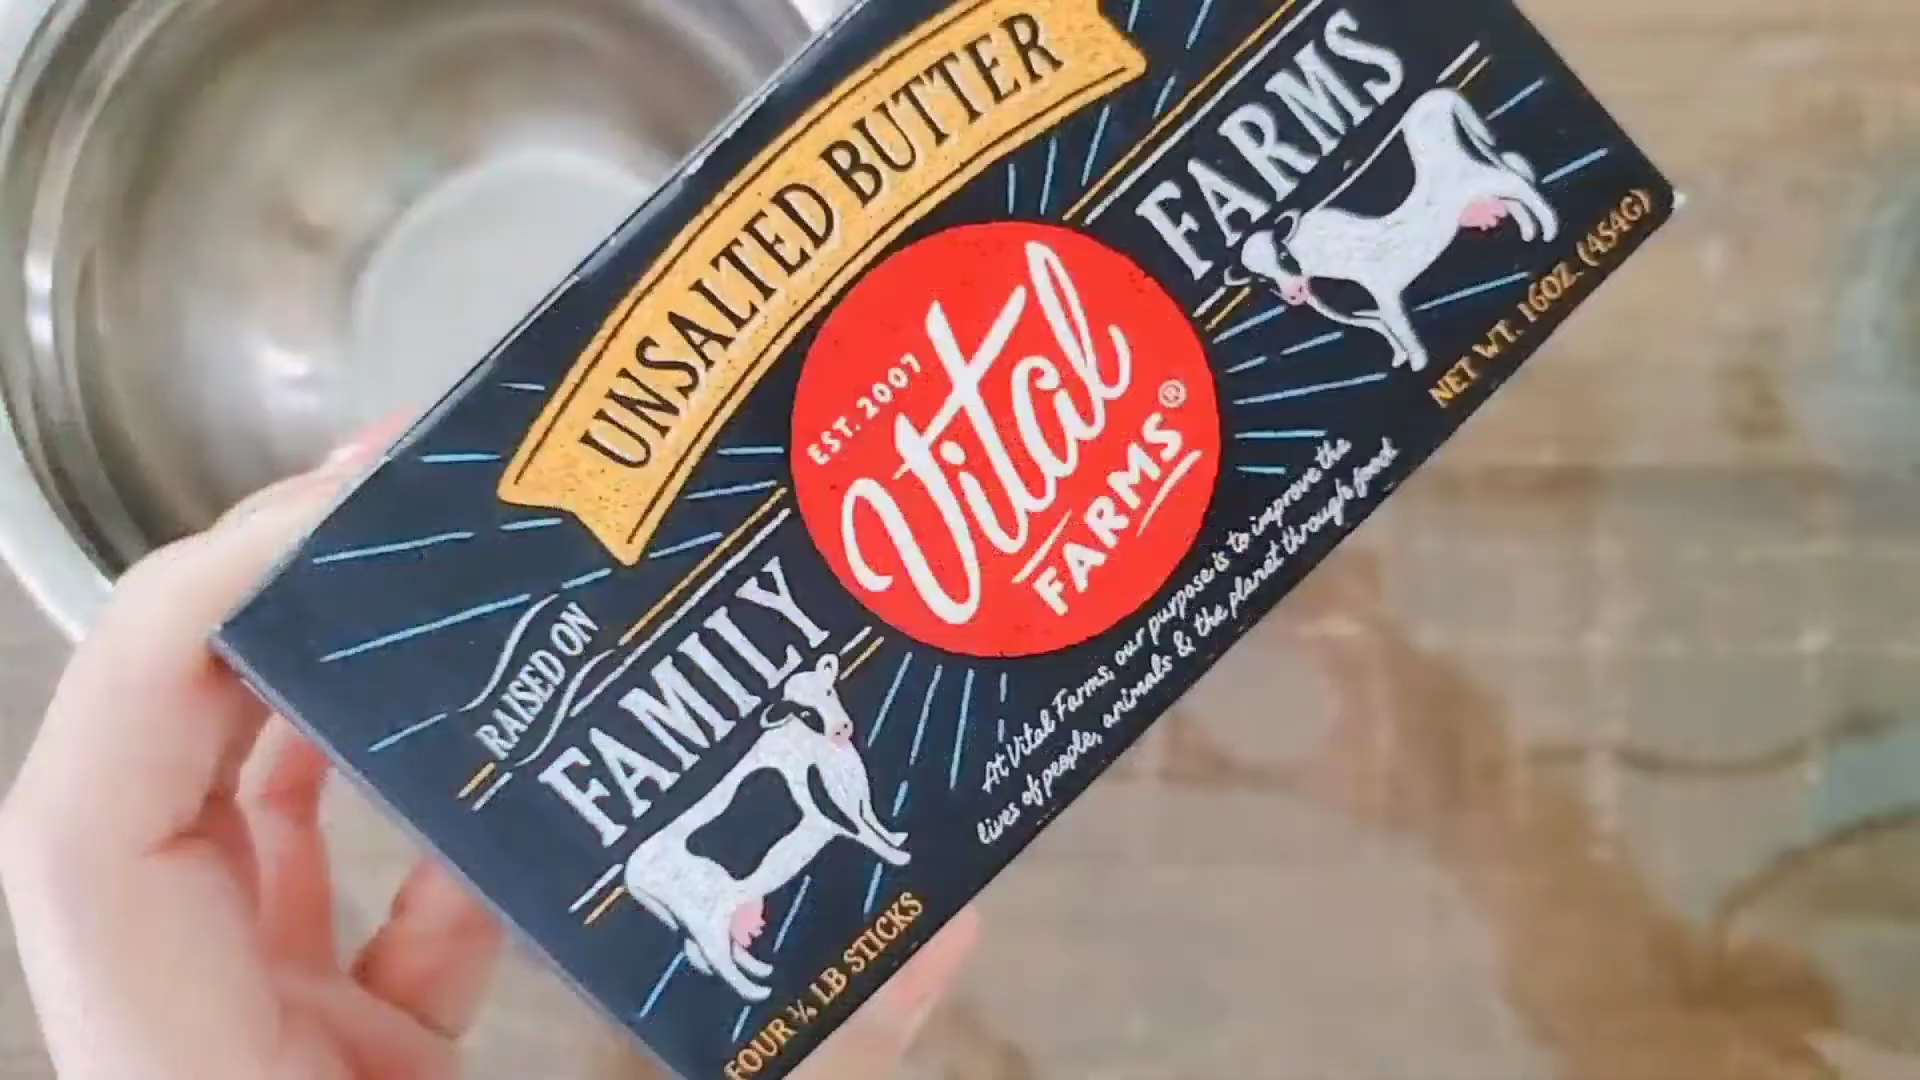 UNSALTED BUTTER
EST. 2007
Vital
FARMS®
RAISED ON
FAMILY
FARMS
At Vital Farms, our purpose is to improve the
lives of people, animals & the planet through food
FOUR ¼ LB STICKS
NET WT. 16OZ. (454G)